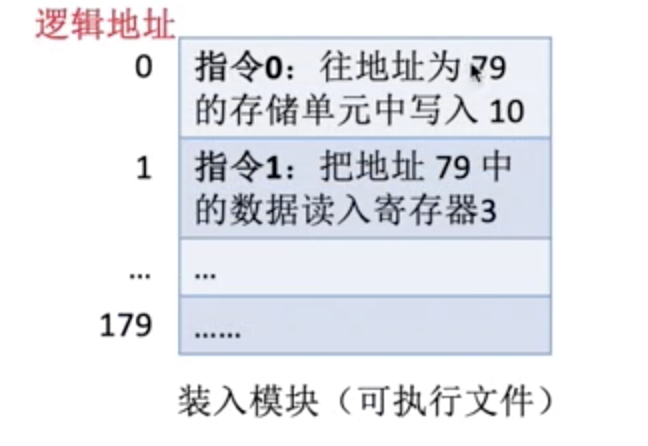 逻辑地址
0
指令0：往地址为 79
的存储单元中写入 10
1
指令1：把地址 79 中
的数据读入寄存器3
...
...
179
......
装入模块（可执行文件）